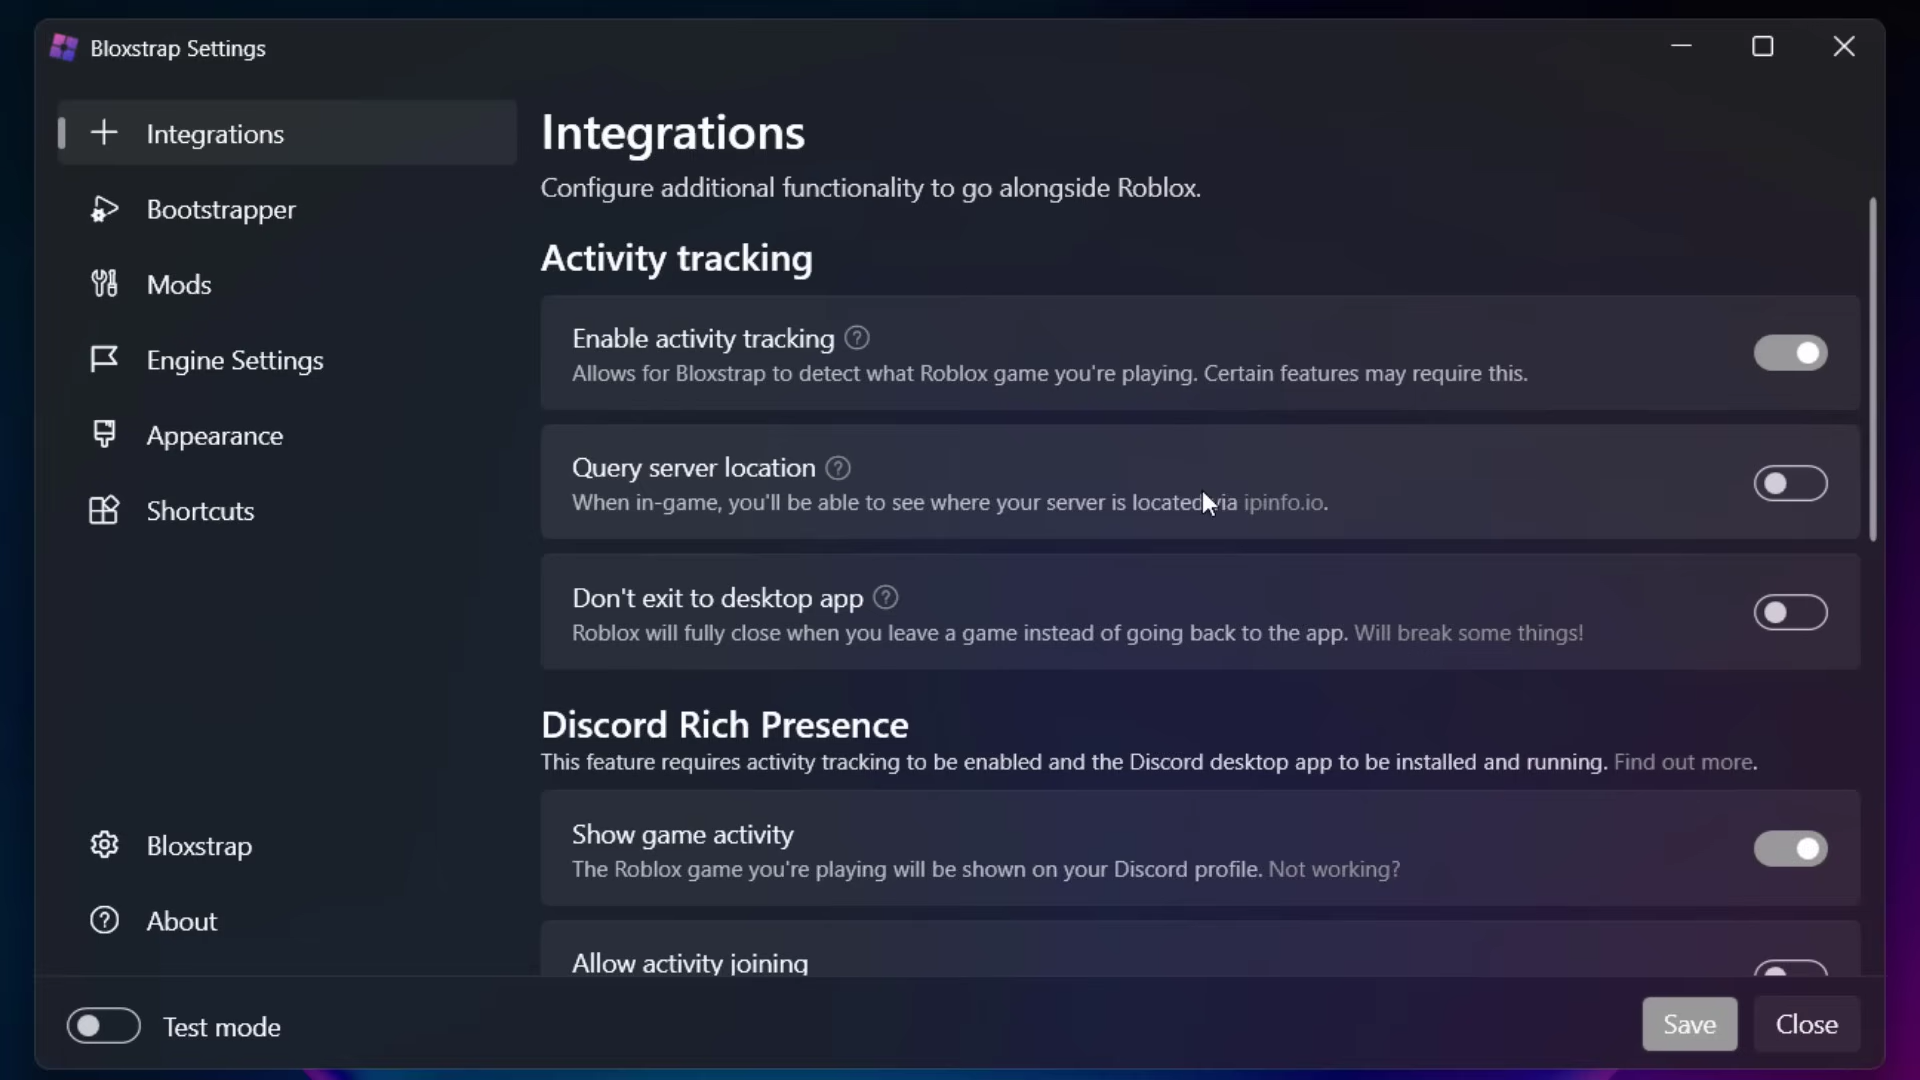 Bloxstrap Settings
Integrations
Bootstrapper
Mods
Engine Settings
Appearance
Shortcuts
Bloxstrap
About
Test mode
Integrations
Configure additional functionality to go alongside Roblox.
Activity tracking
Enable activity tracking
Allows for Bloxstrap to detect what Roblox game you're playing. Certain features may require this.
Query server location
When in-game, you'll be able to see where your server is located via ipinfo.io.
Don't exit to desktop app
Roblox will fully close when you leave a game instead of going back to the app. Will break some things!
Discord Rich Presence
This feature requires activity tracking to be enabled and the Discord desktop app to be installed and running. Find out more.
Show game activity
The Roblox game you're playing will be shown on your Discord profile. Not working?
Allow activity joining
Save
Close